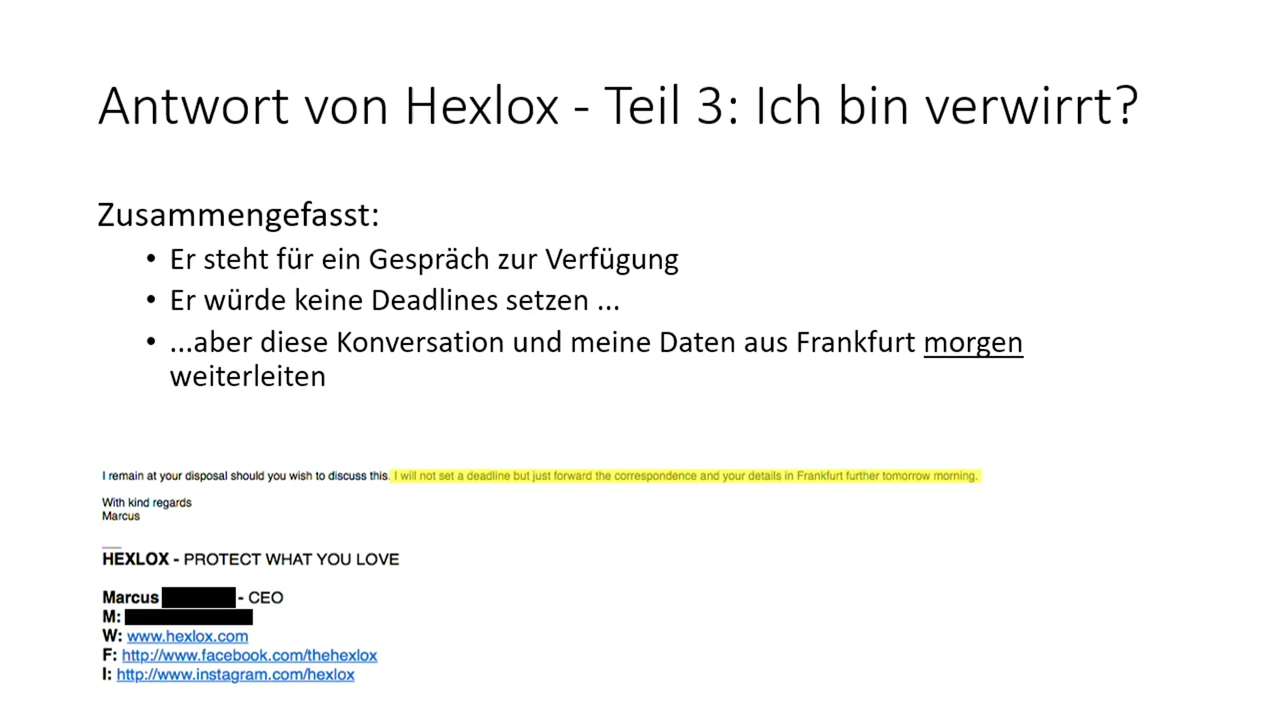 Antwort von Hexlox - Teil 3: Ich bin verwirrt?
Zusammengefasst:
• Er steht für ein Gespräch zur Verfügung
• Er würde keine Deadlines setzen ...
• ...aber diese Konversation und meine Daten aus Frankfurt morgen
weiterleiten
I remain at your disposal should you wish to discuss this. I will not set a deadline but just forward the correspondence and your details in Frankfurt further tomorrow morning.
With kind regards
Marcus
HEXLOX - PROTECT WHAT YOU LOVE
Marcus - CEO
M:
W: www.hexlox.com
F: http://www.facebook.com/thehexlox
I: http://www.instagram.com/hexlox